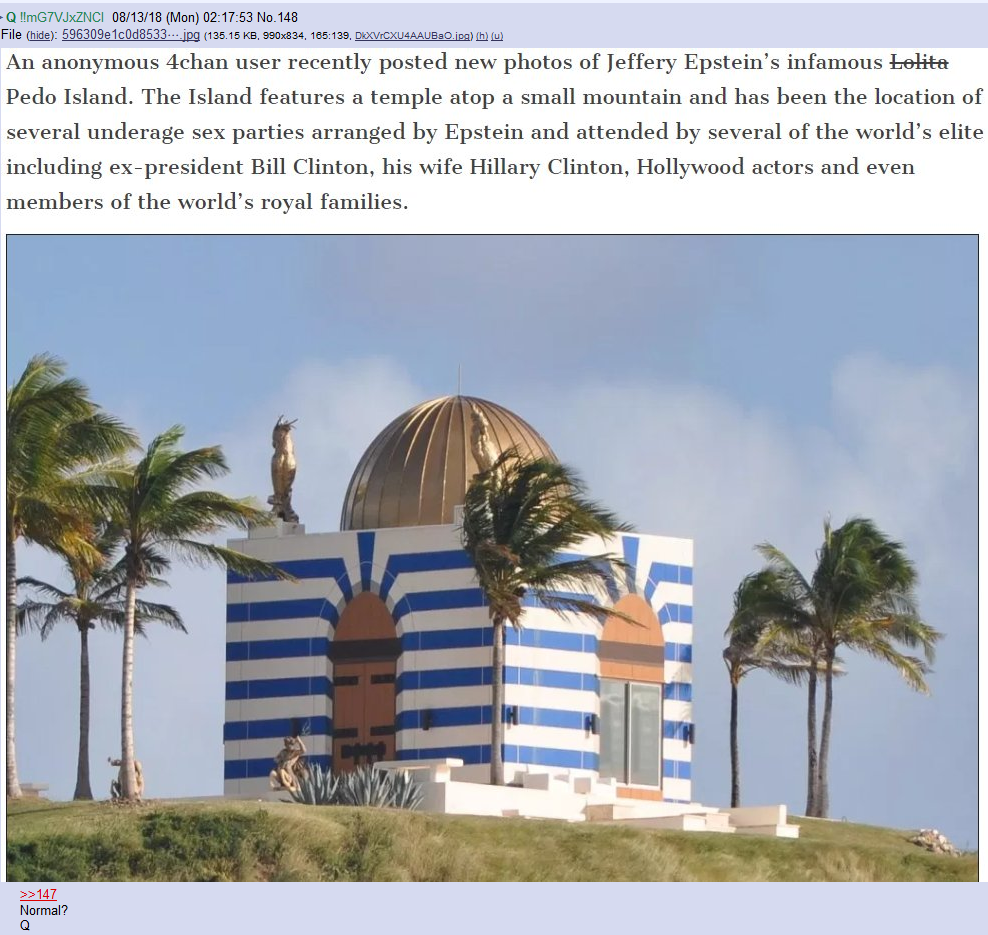 Q !!mG7VJxZNCI 08/13/18 (Mon) 02:17:53 No.148
File (hide): 596309e1c0d8533⋯.jpg (135.15 KB, 990x834, 165:139, DkXVrCXU4AAUBaO.jpg) (h) (u)
An anonymous 4chan user recently posted new photos of Jeffery Epstein's infamous Lolita
Pedo Island. The Island features a temple atop a small mountain and has been the location of
several underage sex parties arranged by Epstein and attended by several of the world's elite
including ex-president Bill Clinton, his wife Hillary Clinton, Hollywood actors and even
members of the world's royal families.
>>147
Normal?
Q